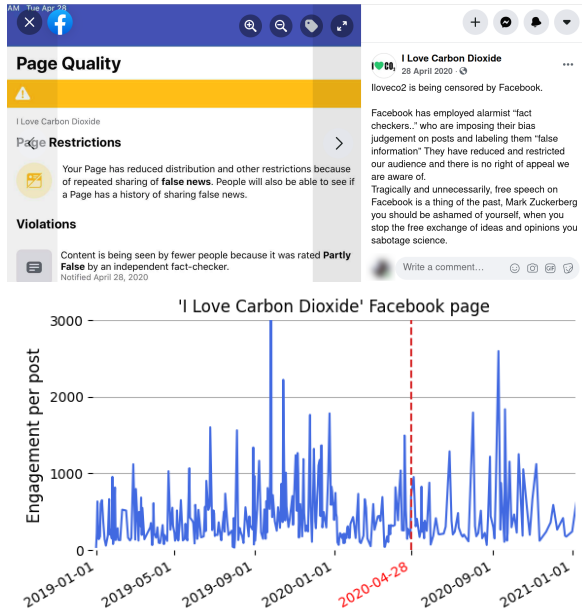 AM Tue Apr 28
Page Quality
I Love Carbon Dioxide
Page Restrictions
Your Page has reduced distribution and other restrictions because
of repeated sharing of false news. People will also be able to see if
a Page has a history of sharing false news.
Violations
Content is being seen by fewer people because it was rated Partly
False by an independent fact-checker.
Notified April 28, 2020
I CO₂
I Love Carbon Dioxide
28 April 2020 ·
Iloveco2 is being censored by Facebook.
Facebook has employed alarmist “fact
checkers..” who are imposing their bias
judgement on posts and labeling them “false
information” They have reduced and restricted
our audience and there is no right of appeal we
are aware of.
Tragically and unnecessarily, free speech on
Facebook is a thing of the past, Mark Zuckerberg
you should be ashamed of yourself, when you
stop the free exchange of ideas and opinions you
sabotage science.
Write a comment…
GIF
'I Love Carbon Dioxide' Facebook page
Engagement per post
3000
2000
1000
0
2019-01-01
2019-05-01
2019-09-01
2020-01-01
2020-04-28
2020-09-01
2021-01-01